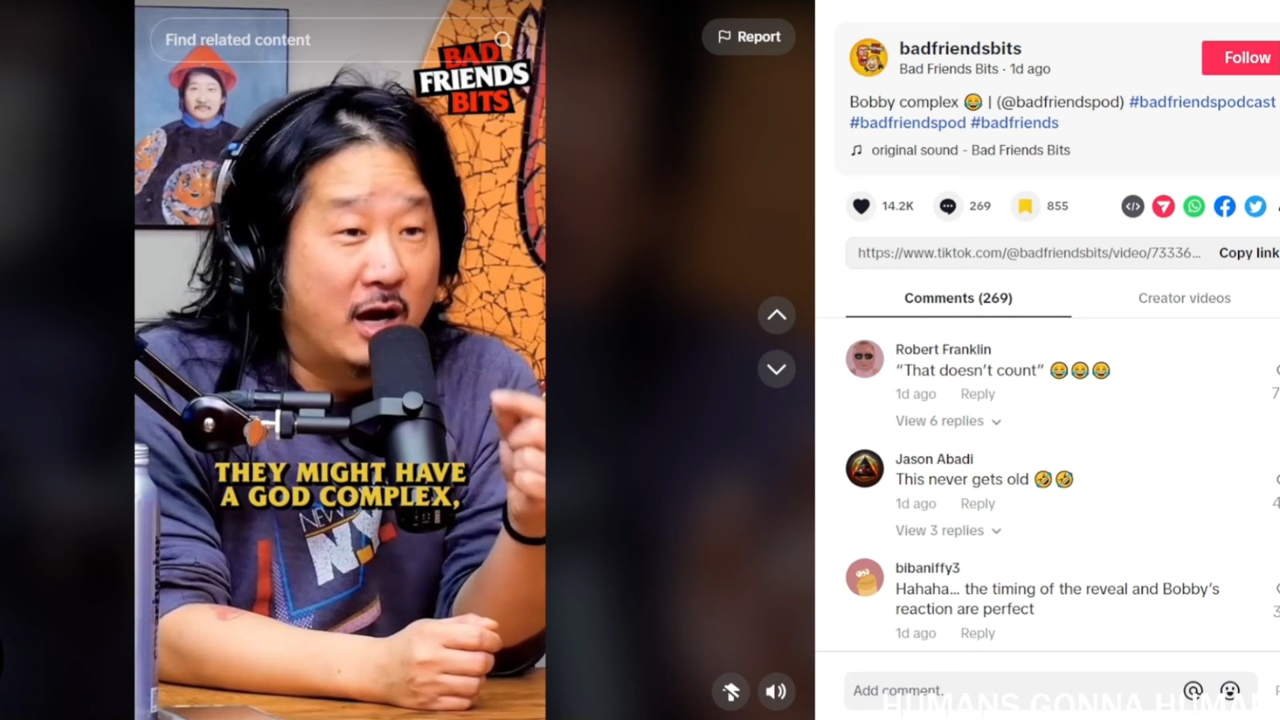 Find related content
Report
BAD
FRIENDS
BITS
THEY MIGHT HAVE
A GOD COMPLEX,
NEW
N.Y.
badfriendsbits
Bad Friends Bits · 1d ago
Follow
Bobby complex 😂 | (@badfriendspod) #badfriendspodcast
#badfriendspod #badfriends
original sound - Bad Friends Bits
14.2K
269
855
https://www.tiktok.com/@badfriendsbits/video/73336...
Copy link
Comments (269)
Creator videos
Robert Franklin
“That doesn’t count” 😂😂😂
1d ago Reply
View 6 replies
7
Jason Abadi
This never gets old 🤣🤣
1d ago Reply
View 3 replies
4
bibaniffy3
Hahaha... the timing of the reveal and Bobby’s
reaction are perfect
1d ago Reply
3
Add comment.
HUMANS GONNA HUMAN